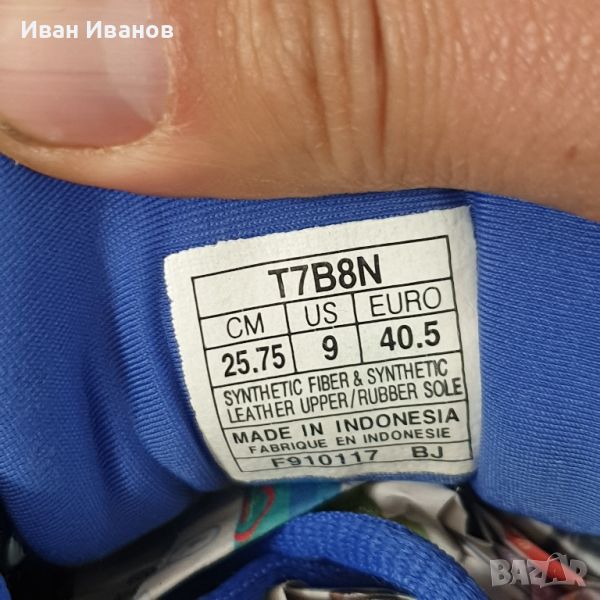 Иван Иванов
T7B8N
CM US EURO
25.75 9 40.5
SYNTHETIC FIBER & SYNTHETIC
LEATHER UPPER/RUBBER SOLE
MADE IN INDONESIA
FABRIQUE EN INDONESIE
F910117 BJ
BAZAR